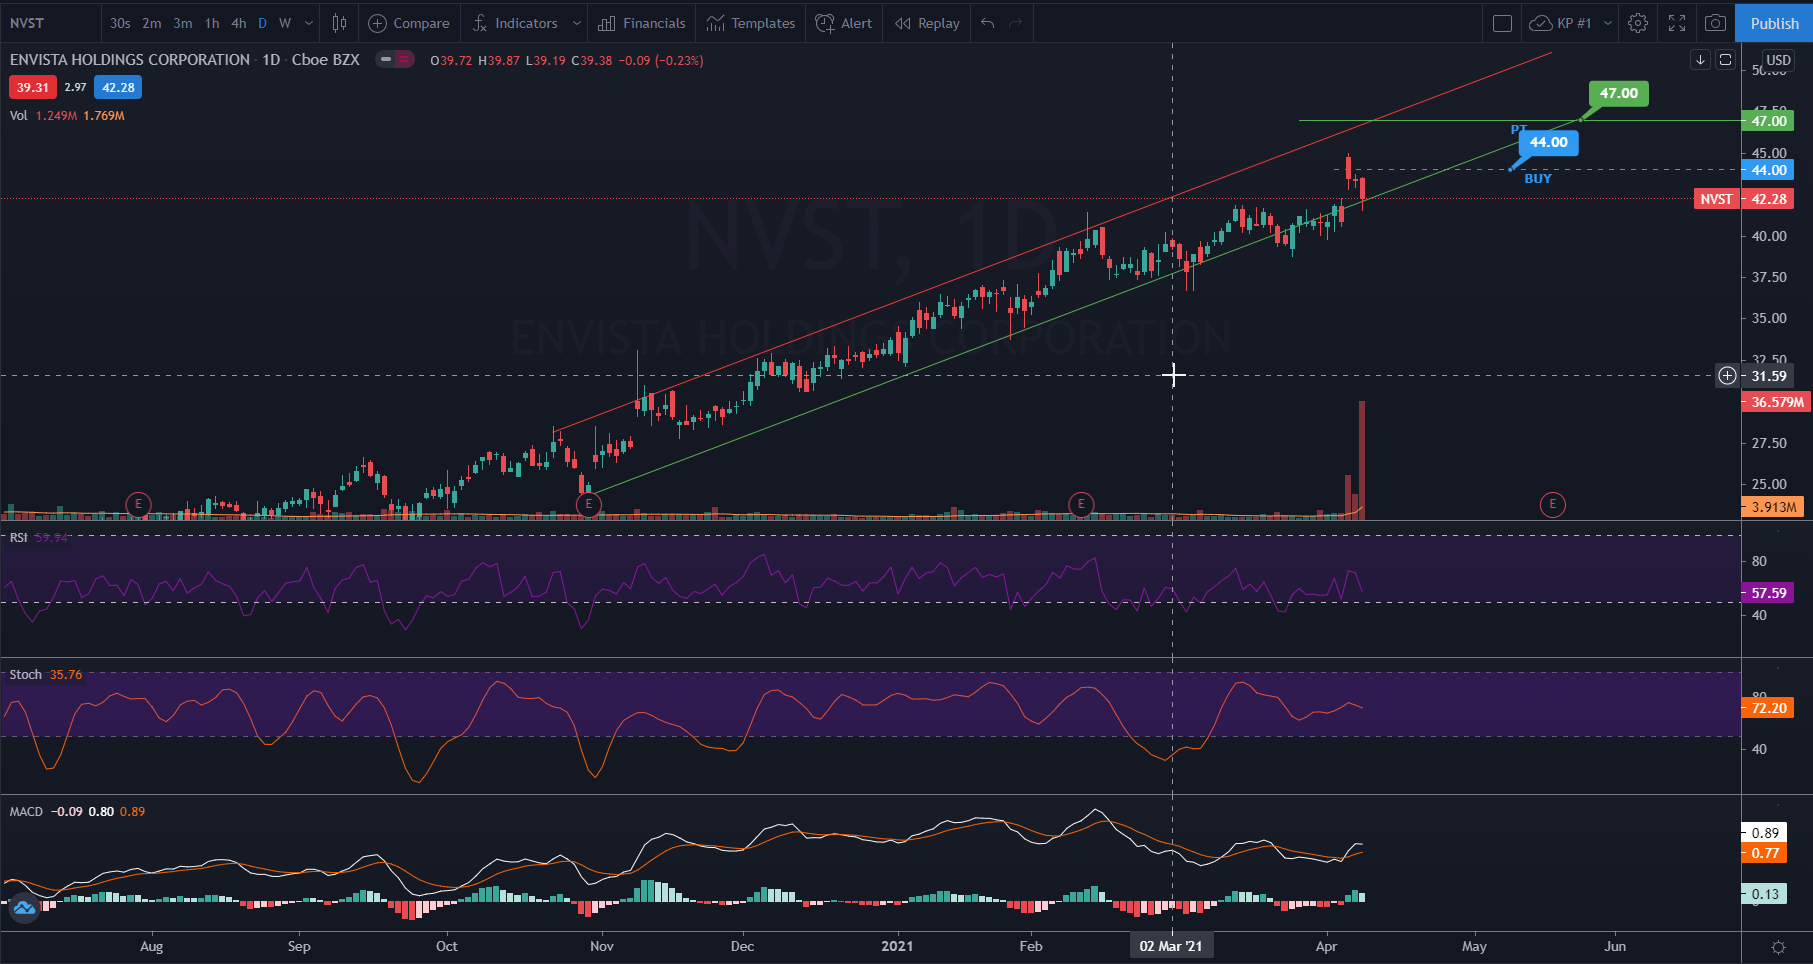 NVST 30s 2m 3m 1h 4h D W Compare Indicators Financials Templates Alert Replay KP #1 Publish
ENVISTA HOLDINGS CORPORATION · 1D · Cboe BZX O39.72 H39.87 L39.19 C39.38 −0.09 (−0.23%)
USD
50.00
39.31 2.97 42.28
47.00
Vol 1.249M 1.769M
47.50
47.00
PT
44.00
45.00
44.00
BUY
NVST 42.28
NVST, 1D
40.00
37.50
35.00
ENVISTA HOLDINGS CORPORATION
32.50
31.59
36.579M
27.50
25.00
E E E E
3.913M
RSI 59.94
80
57.59
40
Stoch 35.76
80
72.20
40
MACD −0.09 0.80 0.89
0.89
0.77
0.13
Aug Sep Oct Nov Dec 2021 Feb 02 Mar '21 Apr May Jun